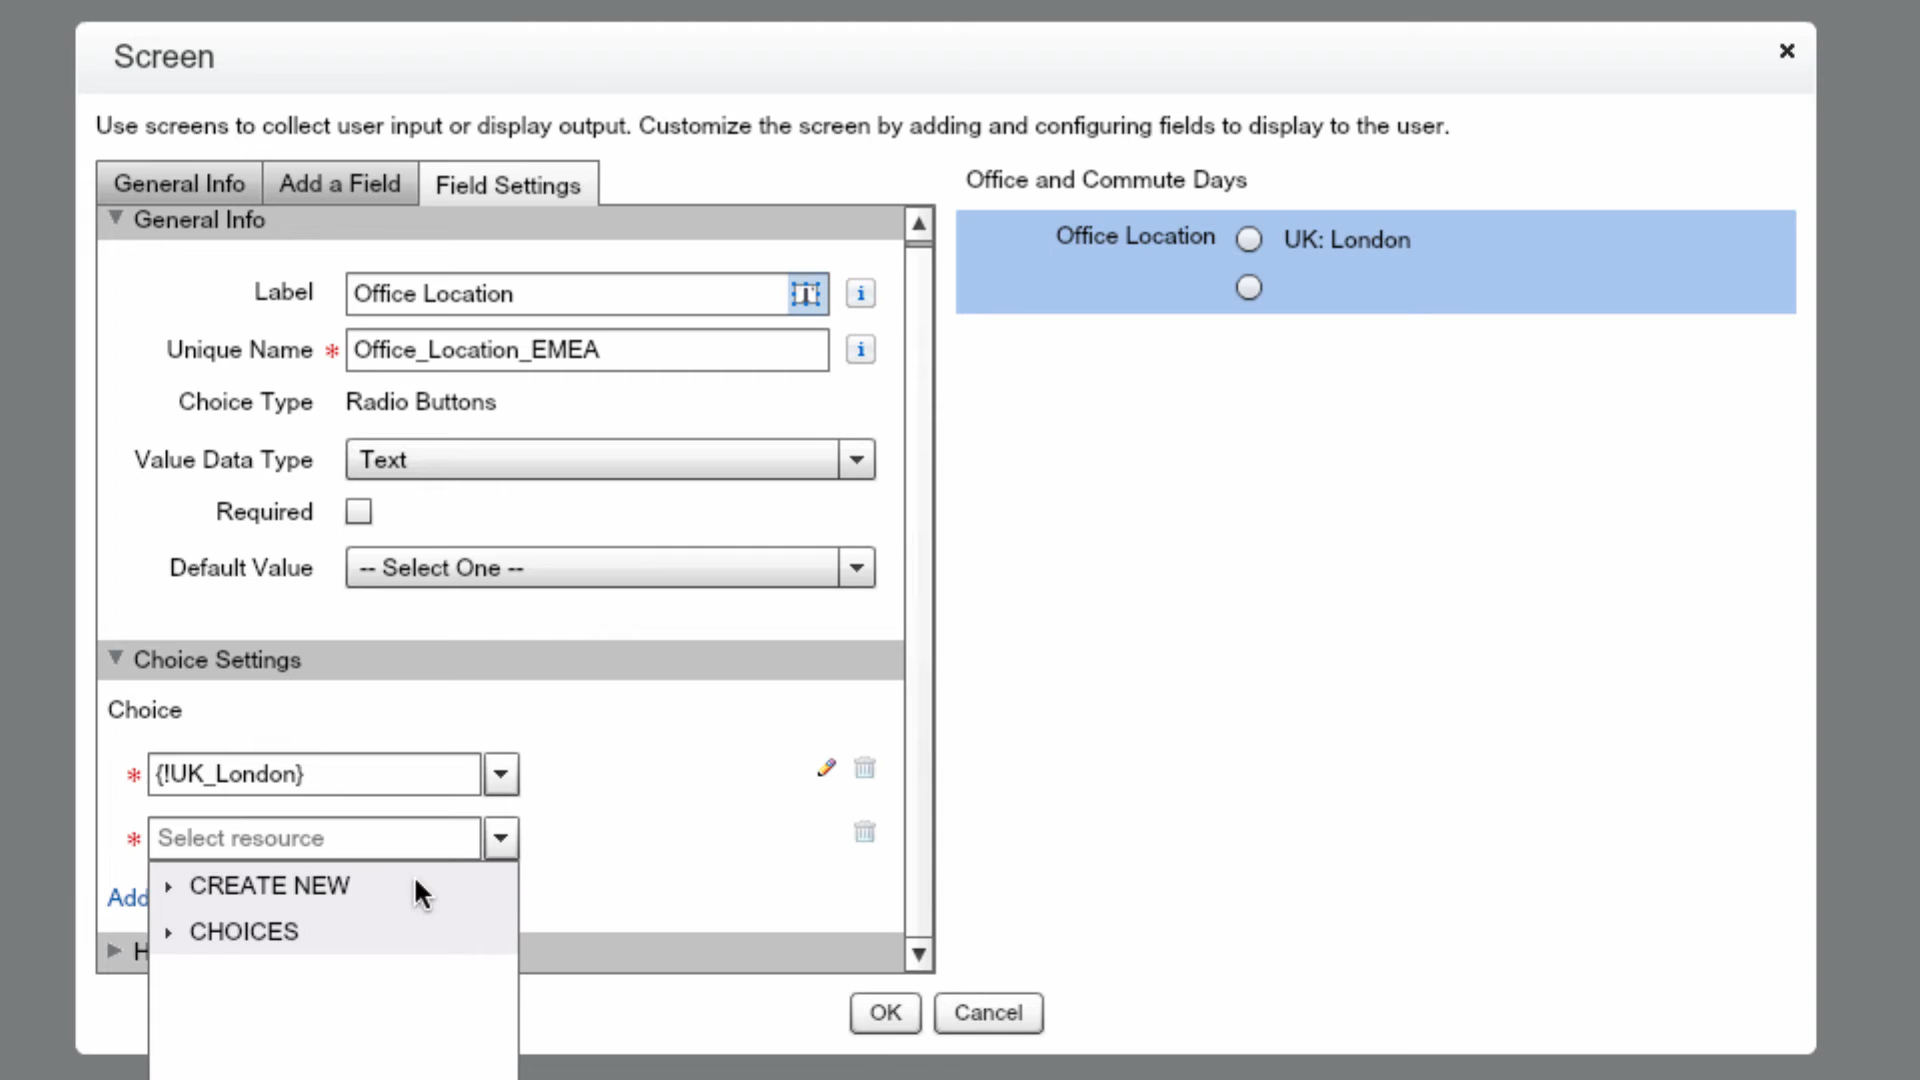 Screen
Use screens to collect user input or display output. Customize the screen by adding and configuring fields to display to the user.
General Info
Add a Field
Field Settings
General Info
Label
Office Location
Unique Name * Office_Location_EMEA
Choice Type Radio Buttons
Value Data Type Text
Required
Default Value -- Select One --
Choice Settings
Choice
* {!UK_London}
* Select resource
CREATE NEW
Add
CHOICES
H
Office and Commute Days
Office Location UK: London
OK
Cancel